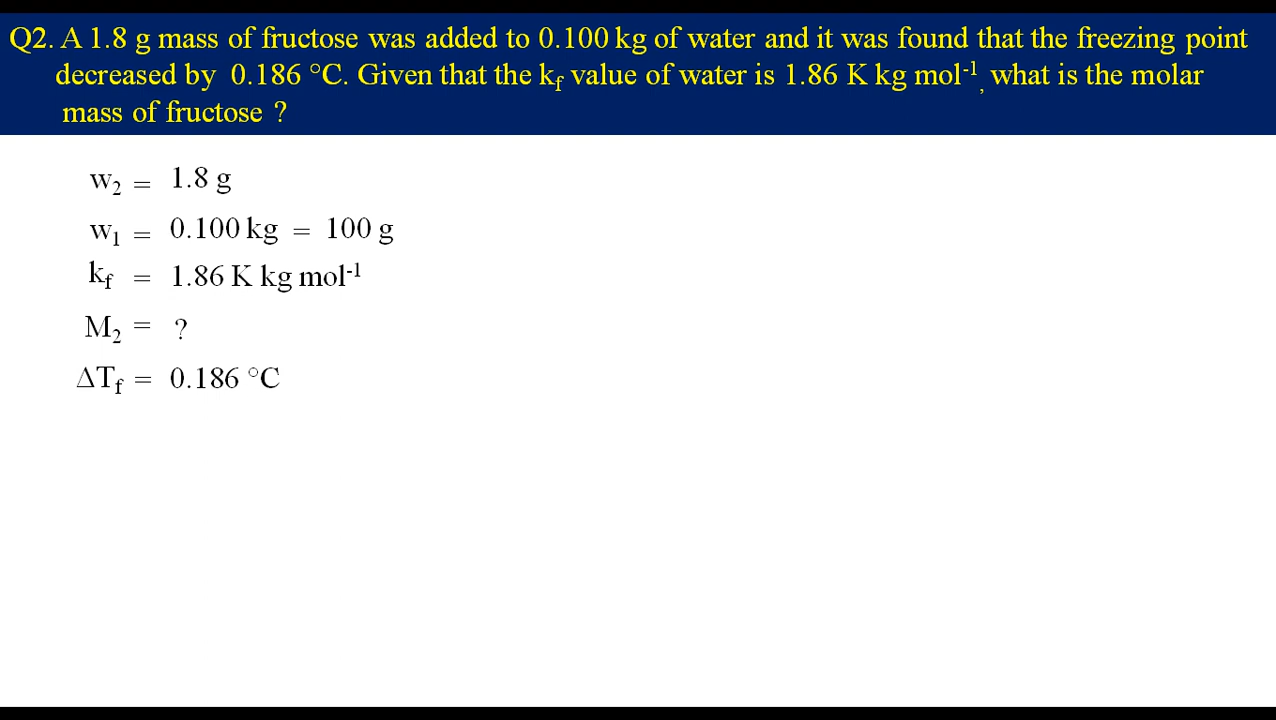 Q2. A 1.8 g mass of fructose was added to 0.100 kg of water and it was found that the freezing point
decreased by 0.186 °C. Given that the kf value of water is 1.86 K kg mol-1, what is the molar
mass of fructose ?
w2 = 1.8 g
w1 = 0.100 kg = 100 g
kf = 1.86 K kg mol-1
M2 = ?
ΔTf = 0.186 °C